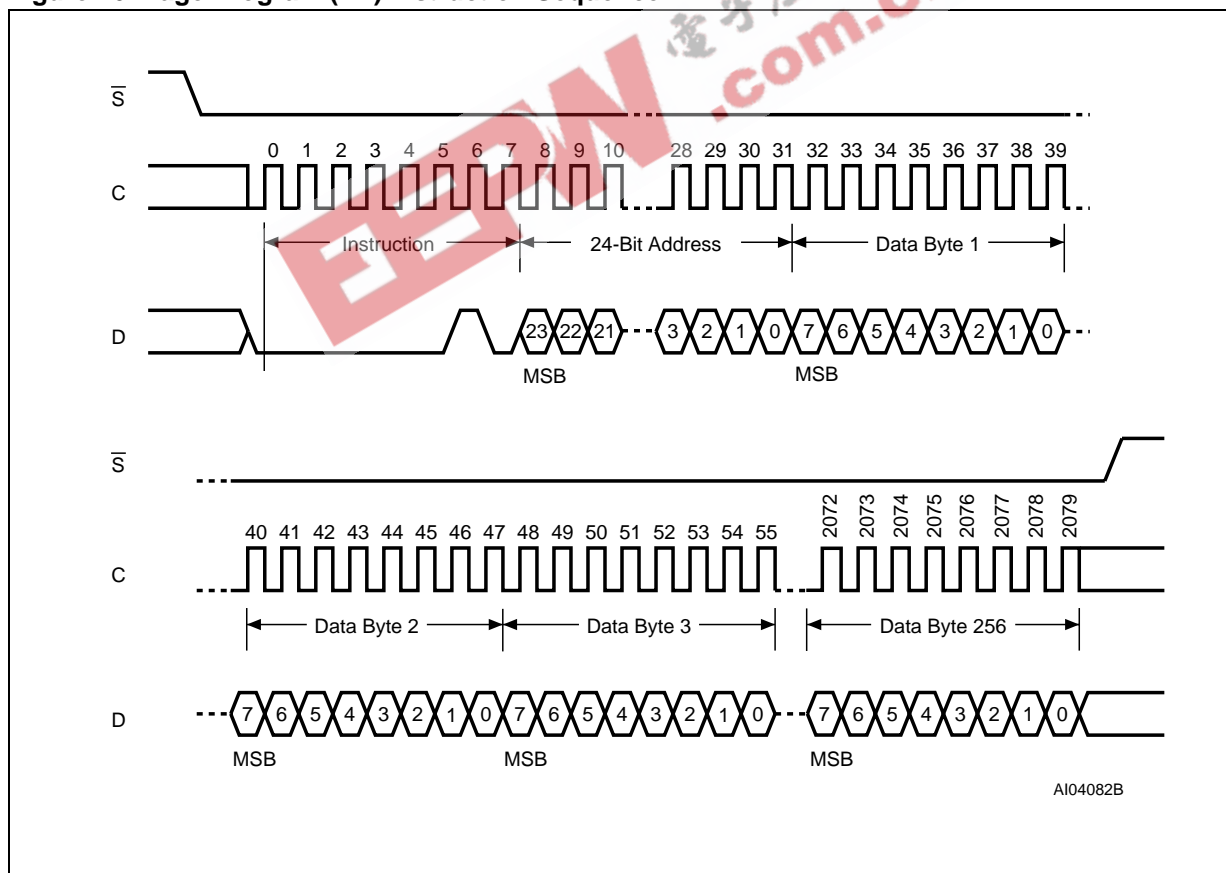 S
0 1 2 3 4 5 6 7 8 9 10 28 29 30 31 32 33 34 35 36 37 38 39
C
Instruction 24-Bit Address Data Byte 1
D
23 22 21 3 2 1 0 7 6 5 4 3 2 1 0
MSB MSB
S
40 41 42 43 44 45 46 47 48 49 50 51 52 53 54 55 2072 2073 2074 2075 2076 2077 2078 2079
C
Data Byte 2 Data Byte 3 Data Byte 256
D
7 6 5 4 3 2 1 0 7 6 5 4 3 2 1 0 7 6 5 4 3 2 1 0
MSB MSB MSB
AI04082B
EEPW .com.c